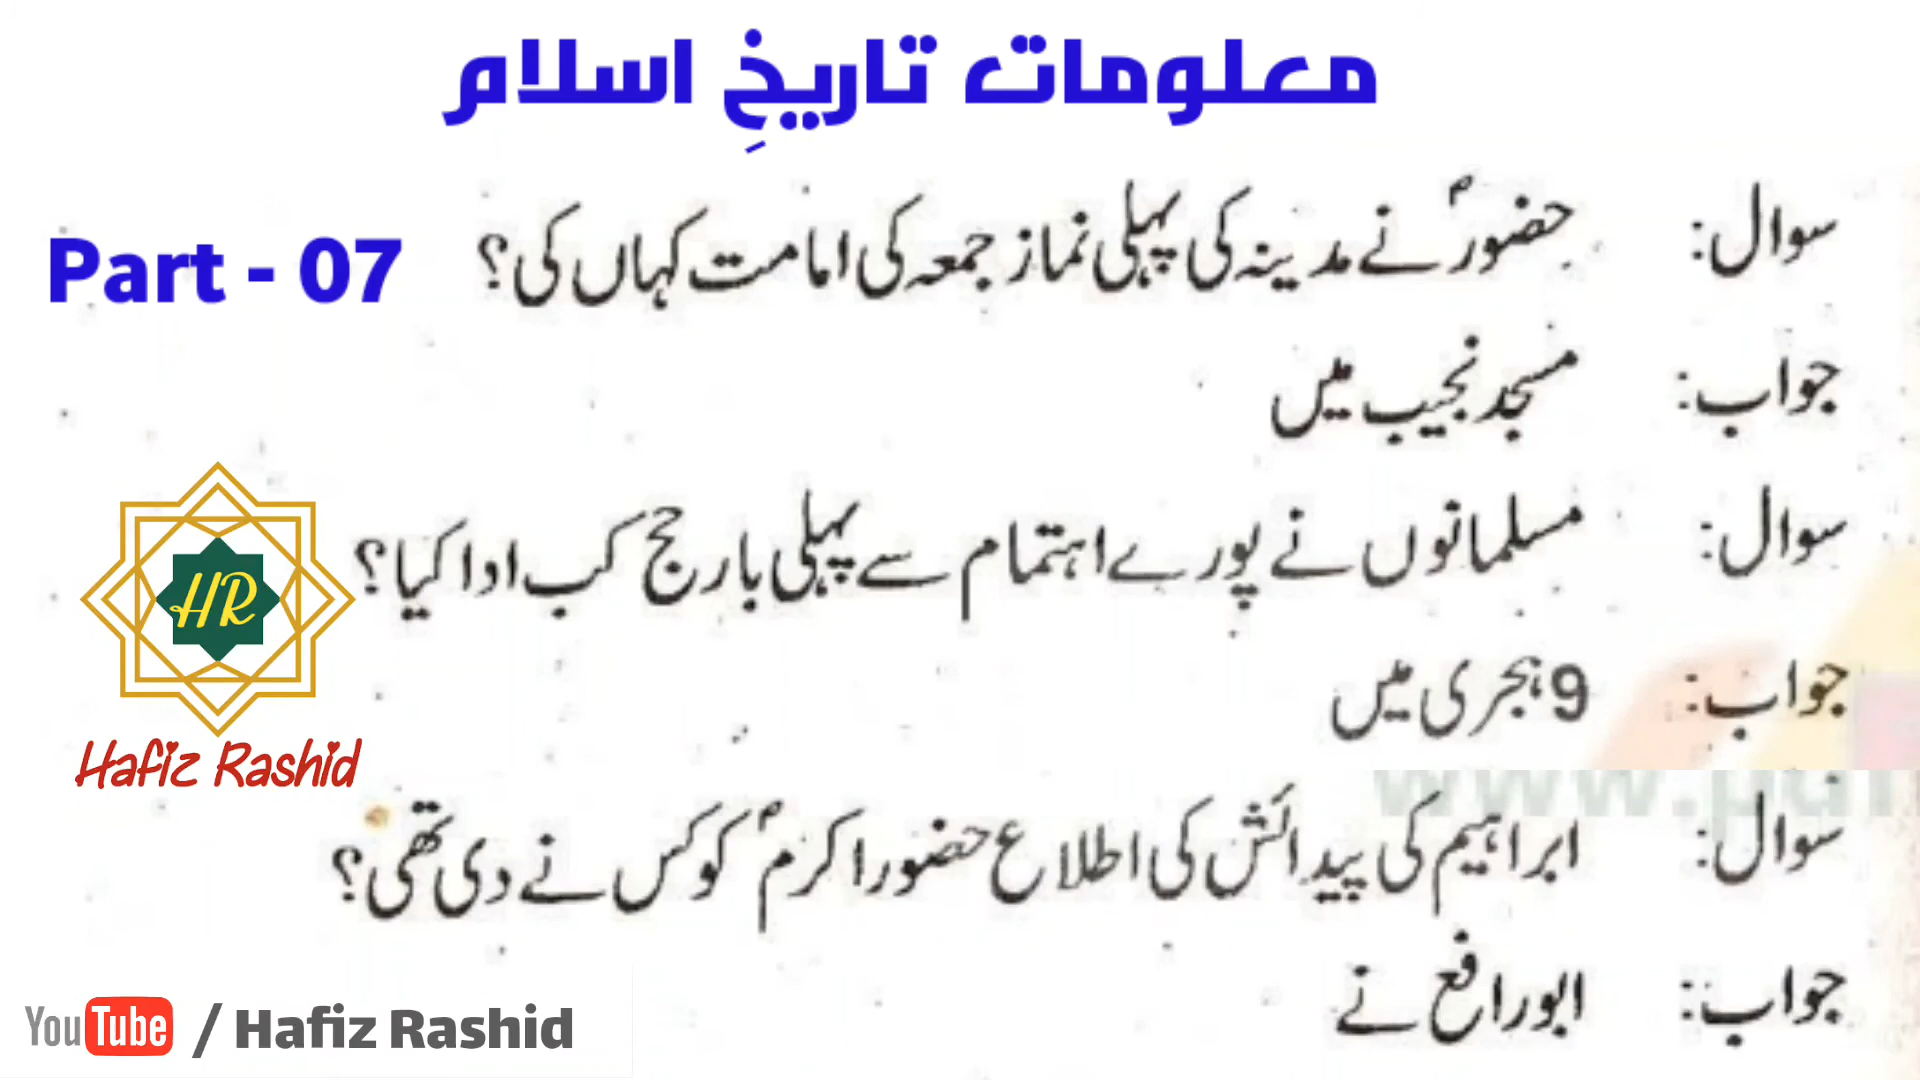 معلومات تاریخِ اسلام
Part - 07
سوال: حضورؐ نے مدینہ کی پہلی نماز جمعہ کی امامت کہاں کی؟
جواب: مسجد نجیب میں
سوال: مسلمانوں نے پورے اہتمام سے پہلی بار حج کب ادا کیا؟
جواب: 9 ہجری میں
HR
Hafiz Rashid
سوال: ابراہیم کی پیدائش کی اطلاع حضور اکرمؐ کو کس نے دی تھی؟
جواب: ابورافع نے
YouTube / Hafiz Rashid